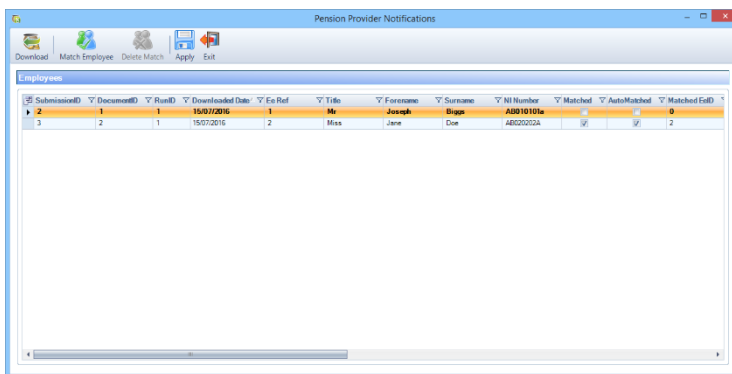 Pension Provider Notifications
Download Match Employee Delete Match Apply Exit
Employees
SubmissionID DocumentID RunID Downloaded Date Ee Ref Title Forename Surname NI Number Matched AutoMatched Matched EeID
2 1 1 15/07/2016 1 Mr Joseph Biggs AB010101a 0
3 2 1 15/07/2016 2 Miss Jane Doe AB020202A 2